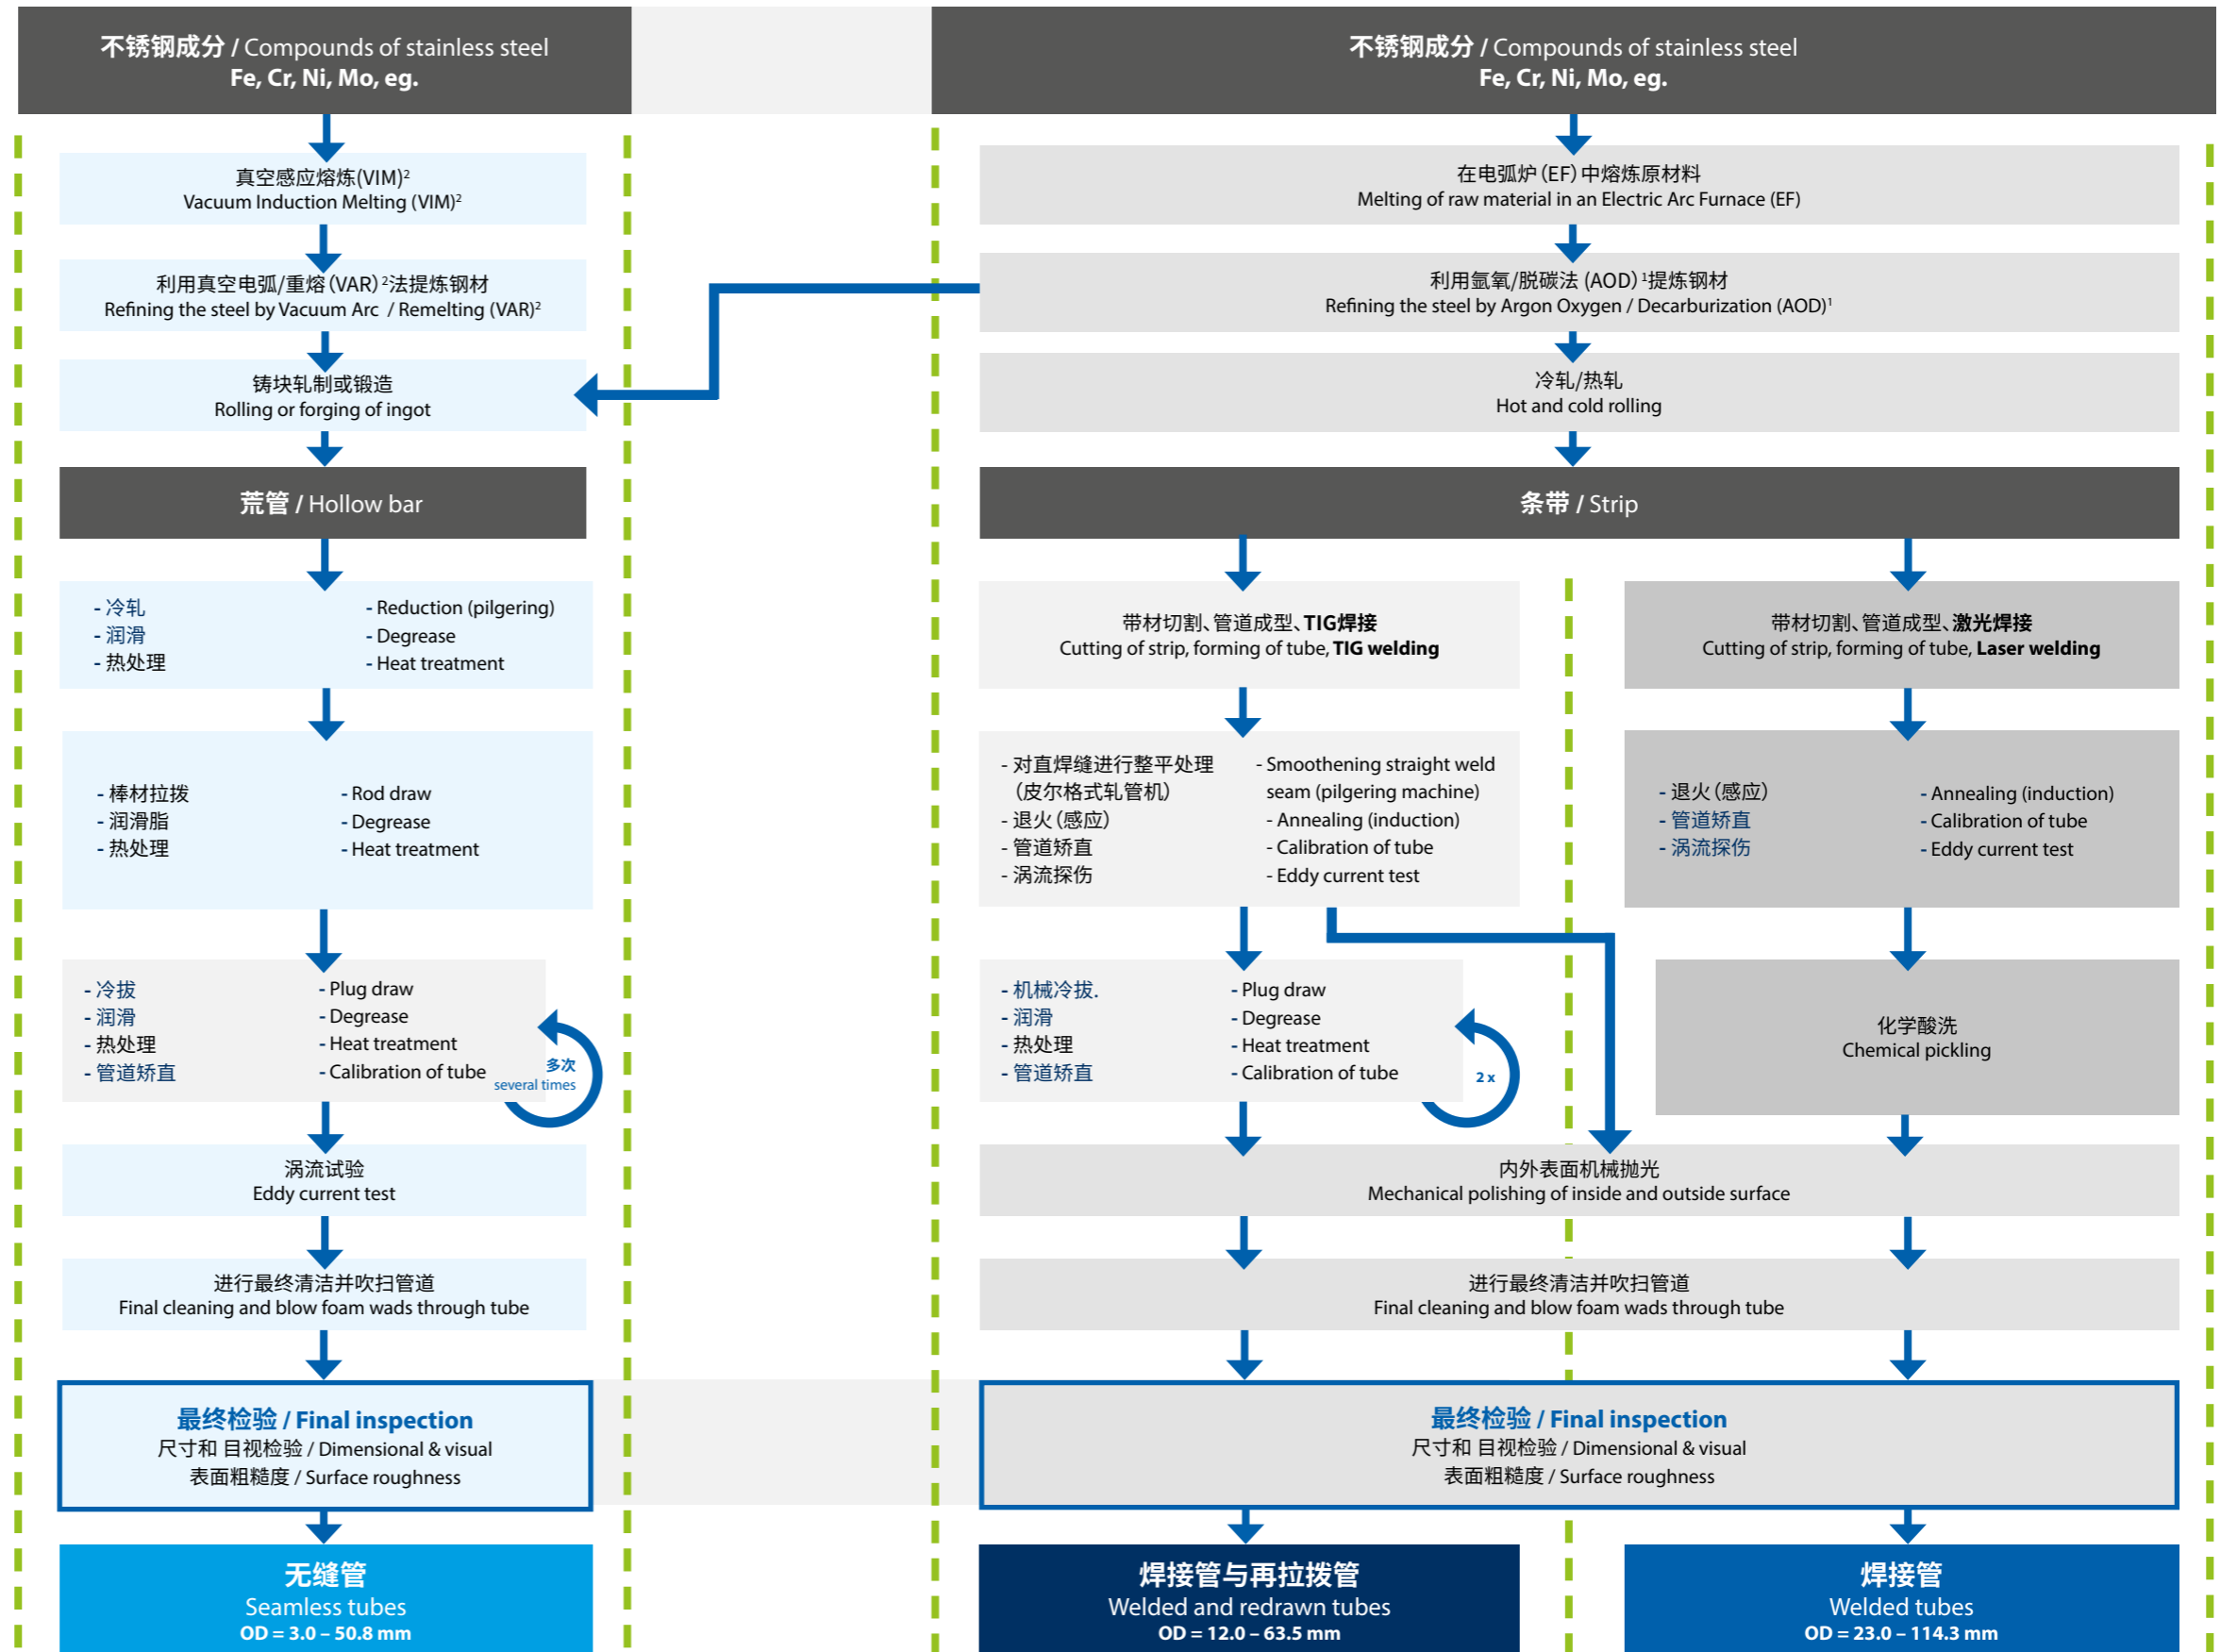 不锈钢成分 / Compounds of stainless steel
Fe, Cr, Ni, Mo, eg.
真空感应熔炼(VIM)²
Vacuum Induction Melting (VIM)²
利用真空电弧/重熔（VAR）²法提炼钢材
Refining the steel by Vacuum Arc / Remelting (VAR)²
铸块轧制或锻造
Rolling or forging of ingot
荒管 / Hollow bar
- 冷轧
- 润滑
- 热处理
- Reduction (pilgering)
- Degrease
- Heat treatment
- 棒材拉拨
- 润滑脂
- 热处理
- Rod draw
- Degrease
- Heat treatment
- 冷拔
- 润滑
- 热处理
- 管道矫直
- Plug draw
- Degrease
- Heat treatment
- Calibration of tube
多次
several times
涡流试验
Eddy current test
进行最终清洁并吹扫管道
Final cleaning and blow foam wads through tube
最终检验 / Final inspection
尺寸和 目视检验 / Dimensional & visual
表面粗糙度 / Surface roughness
无缝管
Seamless tubes
OD = 3.0 – 50.8 mm
不锈钢成分 / Compounds of stainless steel
Fe, Cr, Ni, Mo, eg.
在电弧炉（EF）中熔炼原材料
Melting of raw material in an Electric Arc Furnace (EF)
利用氩氧/脱碳法 (AOD）¹提炼钢材
Refining the steel by Argon Oxygen / Decarburization (AOD)¹
冷轧/热轧
Hot and cold rolling
条带 / Strip
带材切割、管道成型、TIG焊接
Cutting of strip, forming of tube, TIG welding
- 对直焊缝进行整平处理
（皮尔格式轧管机）
- 退火（感应）
- 管道矫直
- 涡流探伤
- Smoothening straight weld
seam (pilgering machine)
- Annealing (induction)
- Calibration of tube
- Eddy current test
- 机械冷拔.
- 润滑
- 热处理
- 管道矫直
- Plug draw
- Degrease
- Heat treatment
- Calibration of tube
2 x
带材切割、管道成型、激光焊接
Cutting of strip, forming of tube, Laser welding
- 退火（感应）
- 管道矫直
- 涡流探伤
- Annealing (induction)
- Calibration of tube
- Eddy current test
化学酸洗
Chemical pickling
内外表面机械抛光
Mechanical polishing of inside and outside surface
进行最终清洁并吹扫管道
Final cleaning and blow foam wads through tube
最终检验 / Final inspection
尺寸和 目视检验 / Dimensional & visual
表面粗糙度 / Surface roughness
焊接管与再拉拨管
Welded and redrawn tubes
OD = 12.0 – 63.5 mm
焊接管
Welded tubes
OD = 23.0 – 114.3 mm